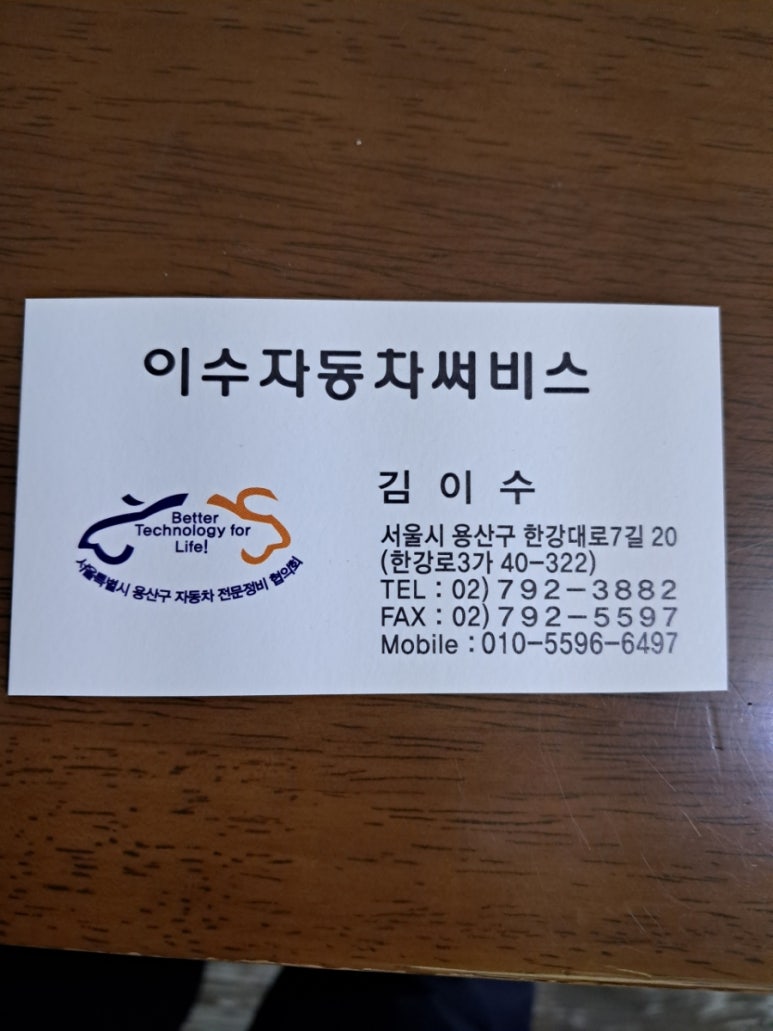 이수자동차써비스
김 이 수
Better
Technology for
Life!
서울특별시 용산구 자동차 전문정비 협의회
서울시 용산구 한강대로7길 20
(한강로3가 40-322)
TEL : 02) 792-3882
FAX : 02) 792-5597
Mobile : 010-5596-6497